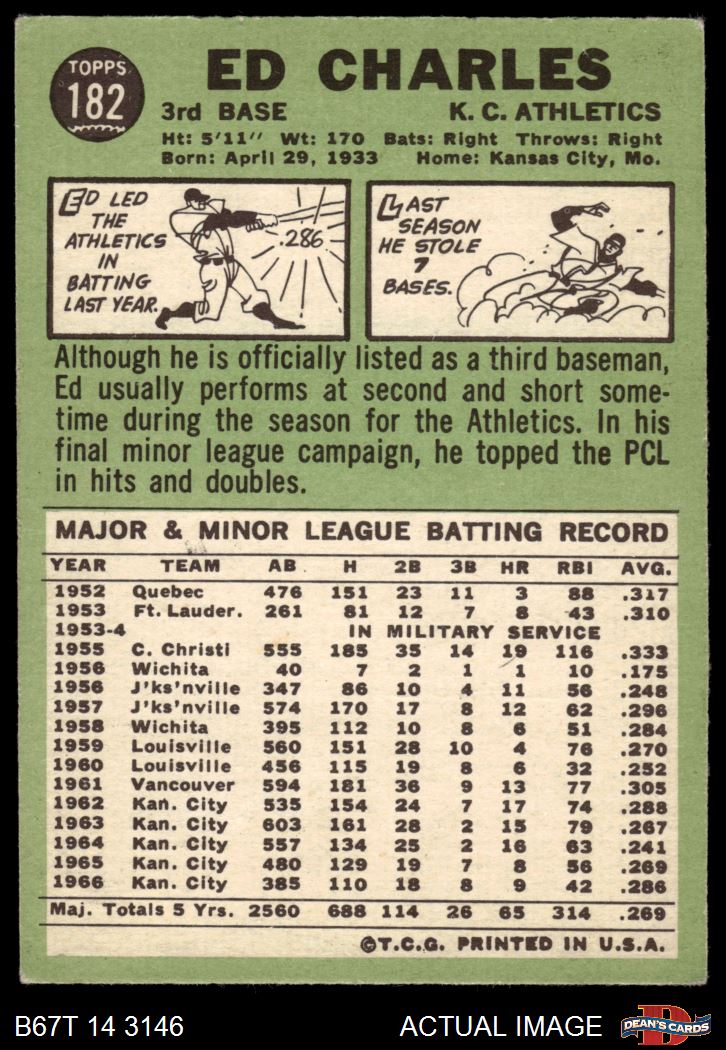 TOPPS
182
ED CHARLES
3rd BASE K. C. ATHLETICS
Ht: 5'11" Wt: 170 Bats: Right Throws: Right
Born: April 29, 1933 Home: Kansas City, Mo.
ED LED
THE
ATHLETICS
IN
BATTING
LAST YEAR.
.286
LAST
SEASON
HE STOLE
7
BASES.
Although he is officially listed as a third baseman,
Ed usually performs at second and short some-
time during the season for the Athletics. In his
final minor league campaign, he topped the PCL
in hits and doubles.
MAJOR & MINOR LEAGUE BATTING RECORD
YEAR TEAM AB H 2B 3B HR RBI AVG.
1952 Quebec 476 151 23 11 3 88 .317
1953 Ft. Lauder. 261 81 12 7 8 43 .310
1953-4 IN MILITARY SERVICE
1955 C. Christi 555 185 35 14 19 116 .333
1956 Wichita 40 7 2 1 1 10 .175
1956 J'ks'nville 347 86 10 4 11 56 .248
1957 J'ks'nville 574 170 17 8 12 62 .296
1958 Wichita 395 112 10 8 6 51 .284
1959 Louisville 560 151 28 10 4 76 .270
1960 Louisville 456 115 19 8 6 32 .252
1961 Vancouver 594 181 36 9 13 77 .305
1962 Kan. City 535 154 24 7 17 74 .288
1963 Kan. City 603 161 28 2 15 79 .267
1964 Kan. City 557 134 25 2 16 63 .241
1965 Kan. City 480 129 19 7 8 56 .269
1966 Kan. City 385 110 18 8 9 42 .286
Maj. Totals 5 Yrs. 2560 688 114 26 65 314 .269
©T.C.G. PRINTED IN U.S.A.
B67T 14 3146 ACTUAL IMAGE
D
DEAN'S CARDS